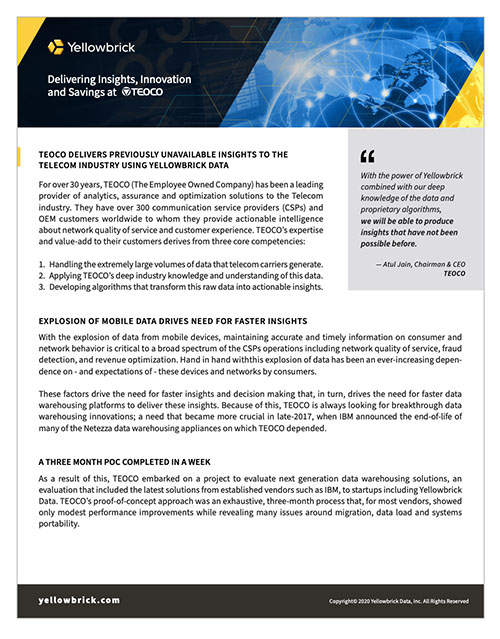 Yellowbrick
Delivering Insights, Innovation
and Savings at TEOCO
TEOCO DELIVERS PREVIOUSLY UNAVAILABLE INSIGHTS TO THE
TELECOM INDUSTRY USING YELLOWBRICK DATA
For over 30 years, TEOCO (The Employee Owned Company) has been a leading
provider of analytics, assurance and optimization solutions to the Telecom
industry. They have over 300 communication service providers (CSPs) and
OEM customers worldwide to whom they provide actionable intelligence
about network quality of service and customer experience. TEOCO's expertise
and value-add to their customers derives from three core competencies:
1. Handling the extremely large volumes of data that telecom carriers generate.
2. Applying TEOCO's deep industry knowledge and understanding of this data.
3. Developing algorithms that transform this raw data into actionable insights.
“
With the power of Yellowbrick
combined with our deep
knowledge of the data and
proprietary algorithms,
we will be able to produce
insights that have not been
possible before.
— Atul Jain, Chairman & CEO
TEOCO
EXPLOSION OF MOBILE DATA DRIVES NEED FOR FASTER INSIGHTS
With the explosion of data from mobile devices, maintaining accurate and timely information on consumer and
network behavior is critical to a broad spectrum of the CSPs operations including network quality of service, fraud
detection, and revenue optimization. Hand in hand withthis explosion of data has been an ever-increasing depen-
dence on - and expectations of - these devices and networks by consumers.
These factors drive the need for faster insights and decision making that, in turn, drives the need for faster data
warehousing platforms to deliver these insights. Because of this, TEOCO is always looking for breakthrough data
warehousing innovations; a need that became more crucial in late-2017, when IBM announced the end-of-life of
many of the Netezza data warehousing appliances on which TEOCO depended.
A THREE MONTH POC COMPLETED IN A WEEK
As a result of this, TEOCO embarked on a project to evaluate next generation data warehousing solutions, an
evaluation that included the latest solutions from established vendors such as IBM, to startups including Yellowbrick
Data. TEOCO's proof-of-concept approach was an exhaustive, three-month process that, for most vendors, showed
only modest performance improvements while revealing many issues around migration, data load and systems
portability.
yellowbrick.com
Copyright© 2020 Yellowbrick Data, Inc. All Rights Reserved